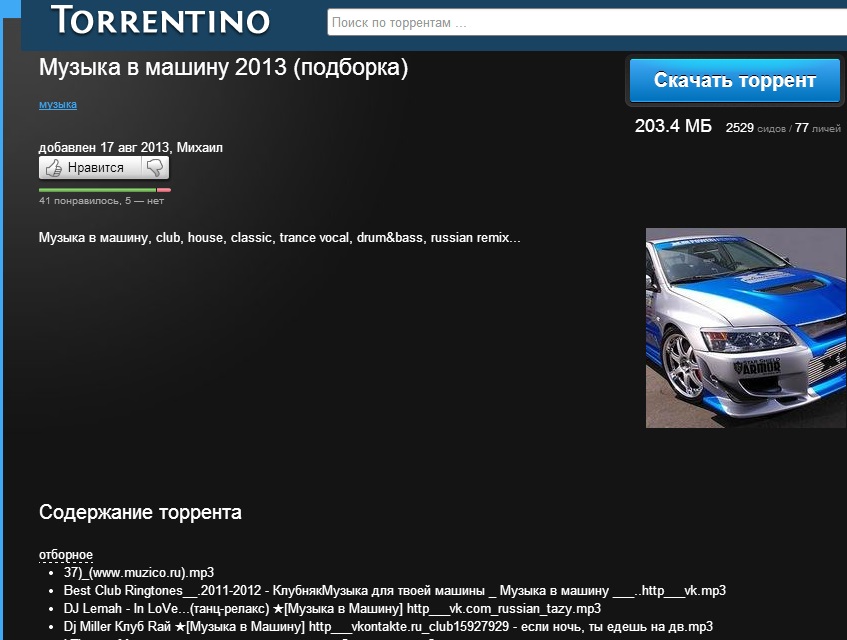 TORRENTINO
Поиск по торрентам ...
Музыка в машину 2013 (подборка)
Скачать торрент
музыка
203.4 МБ 2529 сидов / 77 личей
добавлен 17 авг 2013, Михаил
Нравится
41 понравилось, 5 — нет
Музыка в машину, club, house, classic, trance vocal, drum&bass, russian remix...
ARMOR
Содержание торрента
отборное
37)_(www.muzico.ru).mp3
Best Club Ringtones__.2011-2012 - КлубнякМузыка для твоей машины _ Музыка в машину ___..http___vk.mp3
DJ Lemah - In LoVe...(танц-релакс) ★[Музыка в Машину] http___vk.com_russian_tazy.mp3
Dj Miller Клуб Rай ★[Музыка в Машину] http___vkontakte.ru_club15927929 - если ночь, ты едешь на дв.mp3